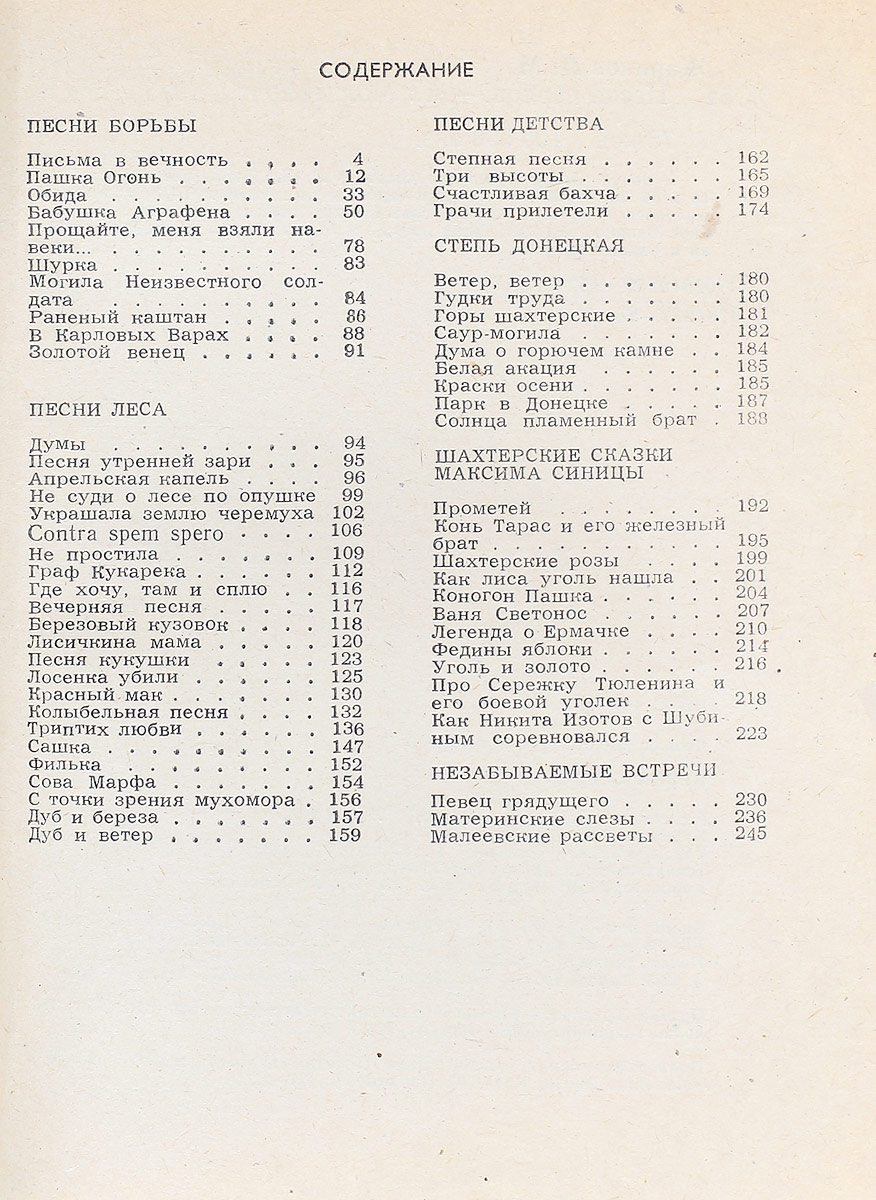 СОДЕРЖАНИЕ
ПЕСНИ БОРЬБЫ
Письма в вечность . . . . 4
Пашка Огонь . . . . . . . 12
Обида . . . . . . . . . . 33
Бабушка Аграфена . . . . 50
Прощайте, меня взяли на-
веки... . . . . . . . . . . 78
Шурка . . . . . . . . . . 83
Могила Неизвестного сол-
дата . . . . . . . . . . 84
Раненый каштан . . . . . 86
В Карловых Варах . . . . 88
Золотой венец . . . . . . 91
ПЕСНИ ЛЕСА
Думы . . . . . . . . . . 94
Песня утренней зари . . . 95
Апрельская капель . . . . 96
Не суди о лесе по опушке 99
Украшала землю черемуха 102
Contra spem spero . . . . 106
Не простила . . . . . . . 109
Граф Кукарека . . . . . . 112
Где хочу, там и сплю . . 116
Вечерняя песня . . . . . 117
Березовый кузовок . . . . 118
Лисичкина мама . . . . . 120
Песня кукушки . . . . . 123
Лосенка убили . . . . . . 125
Красный мак . . . . . . . 130
Колыбельная песня . . . . 132
Триптих любви . . . . . . 136
Сашка . . . . . . . . . . 147
Филька . . . . . . . . . 152
Сова Марфа . . . . . . . 154
С точки зрения мухомора . 156
Дуб и береза . . . . . . . 157
Дуб и ветер . . . . . . . 159
ПЕСНИ ДЕТСТВА
Степная песня . . . . . . 162
Три высоты . . . . . . . 165
Счастливая бахча . . . . . 169
Грачи прилетели . . . . . 174
СТЕПЬ ДОНЕЦКАЯ
Ветер, ветер . . . . . . . 180
Гудки труда . . . . . . . 180
Горы шахтерские . . . . . 181
Саур-могила . . . . . . . 182
Дума о горючем камне . . 184
Белая акация . . . . . . 185
Краски осени . . . . . . . 185
Парк в Донецке . . . . . 187
Солнца пламенный брат . 188
ШАХТЕРСКИЕ СКАЗКИ
МАКСИМА СИНИЦЫ
Прометей . . . . . . . . 192
Конь Тарас и его железный
брат . . . . . . . . . . . 195
Шахтерские розы . . . . 199
Как лиса уголь нашла . . 201
Коногон Пашка . . . . . . 204
Ваня Светонос . . . . . . 207
Легенда о Ермачке . . . . 210
Федины яблоки . . . . . . 214
Уголь и золото . . . . . . 216
Про Сережку Тюленина и
его боевой уголек . . . . 218
Как Никита Изотов с Шуби-
ным соревновался . . . . 223
НЕЗАБЫВАЕМЫЕ ВСТРЕЧИ
Певец грядущего . . . . . 230
Материнские слезы . . . . 236
Малеевские рассветы . . . 245